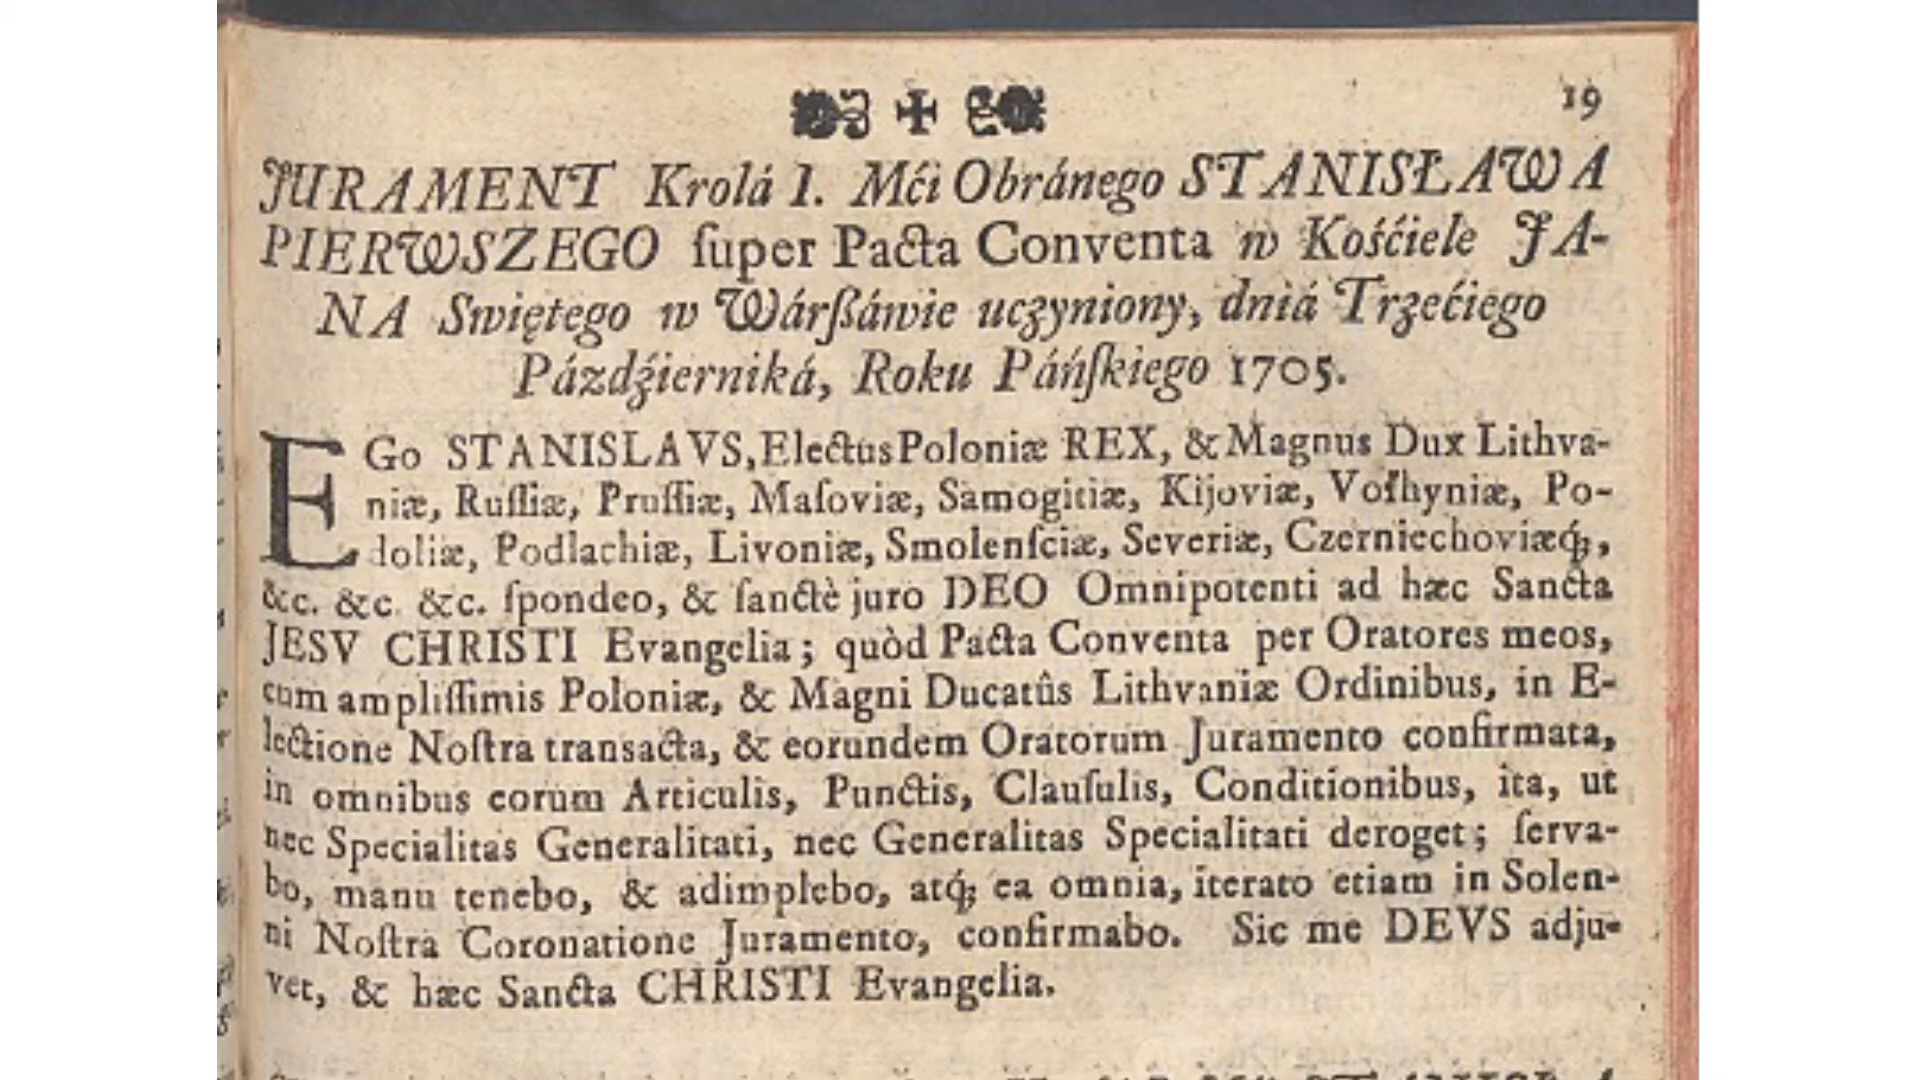 19
JURAMENT Krolá I. Mći Obránego STANISŁAWA
PIERWSZEGO ſuper Pacta Conventa w Kośćiele JA-
NA Swiętego w Wárßáwie uczyniony, dniá Trzećiego
Pázdźierniká, Roku Páńſkiego 1705.
EGo STANISLAVS, Electus Poloniæ REX, & Magnus Dux Lithva-
niæ, Ruſſiæ, Pruſſiæ, Maſoviæ, Samogitiæ, Kijoviæ, Volhyniæ, Po-
doliæ, Podlachiæ, Livoniæ, Smolenſciæ, Severiæ, Czerniechoviæq́;,
&c. &c. &c. ſpondeo, & ſanctè juro DEO Omnipotenti ad hæc Sancta
JESV CHRISTI Evangelia; quòd Pacta Conventa per Oratores meos,
cum ampliſſimis Poloniæ, & Magni Ducatûs Lithvaniæ Ordinibus, in E-
lectione Noſtra transacta, & eorundem Oratorum Juramento confirmata,
in omnibus eorum Articulis, Punctis, Clauſulis, Conditionibus, ita, ut
nec Specialitas Generalitati, nec Generalitas Specialitati deroget; ſerva-
bo, manu tenebo, & adimplebo, atq́; ea omnia, iterato etiam in Solen-
ni Noſtra Coronatione Juramento, confirmabo. Sic me DEVS adju-
vet, & hæc Sancta CHRISTI Evangelia.